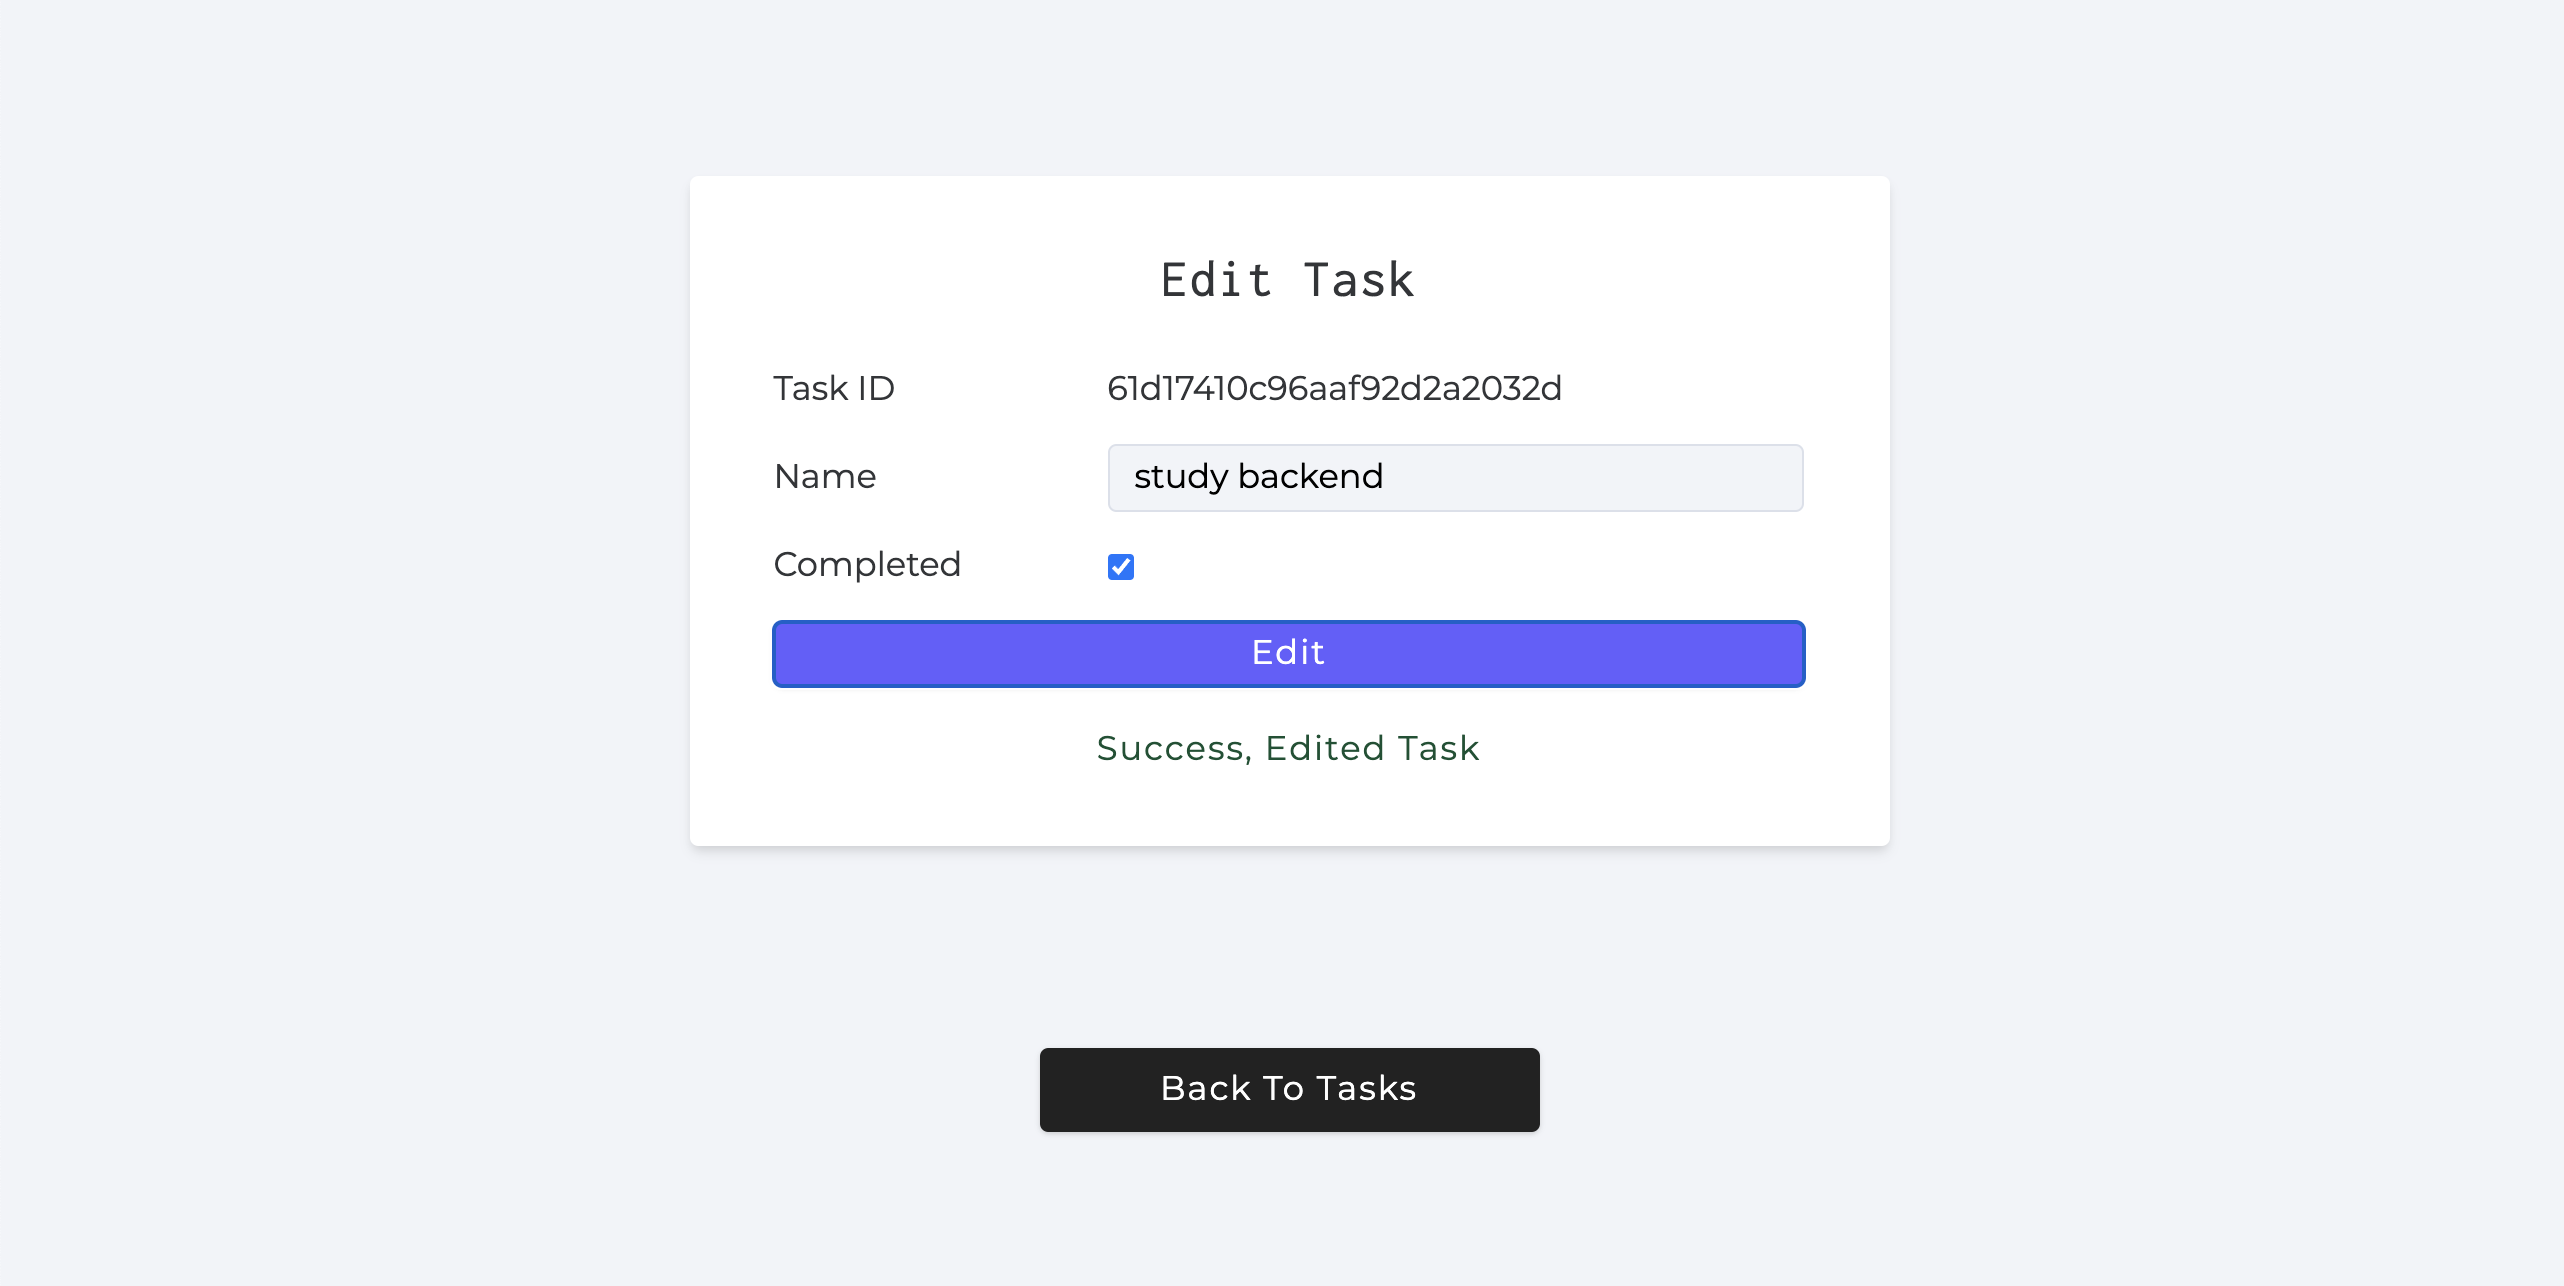 Edit Task
Task ID 61d17410c96aaf92d2a2032d
Name study backend
Completed
Edit
Success, Edited Task
Back To Tasks